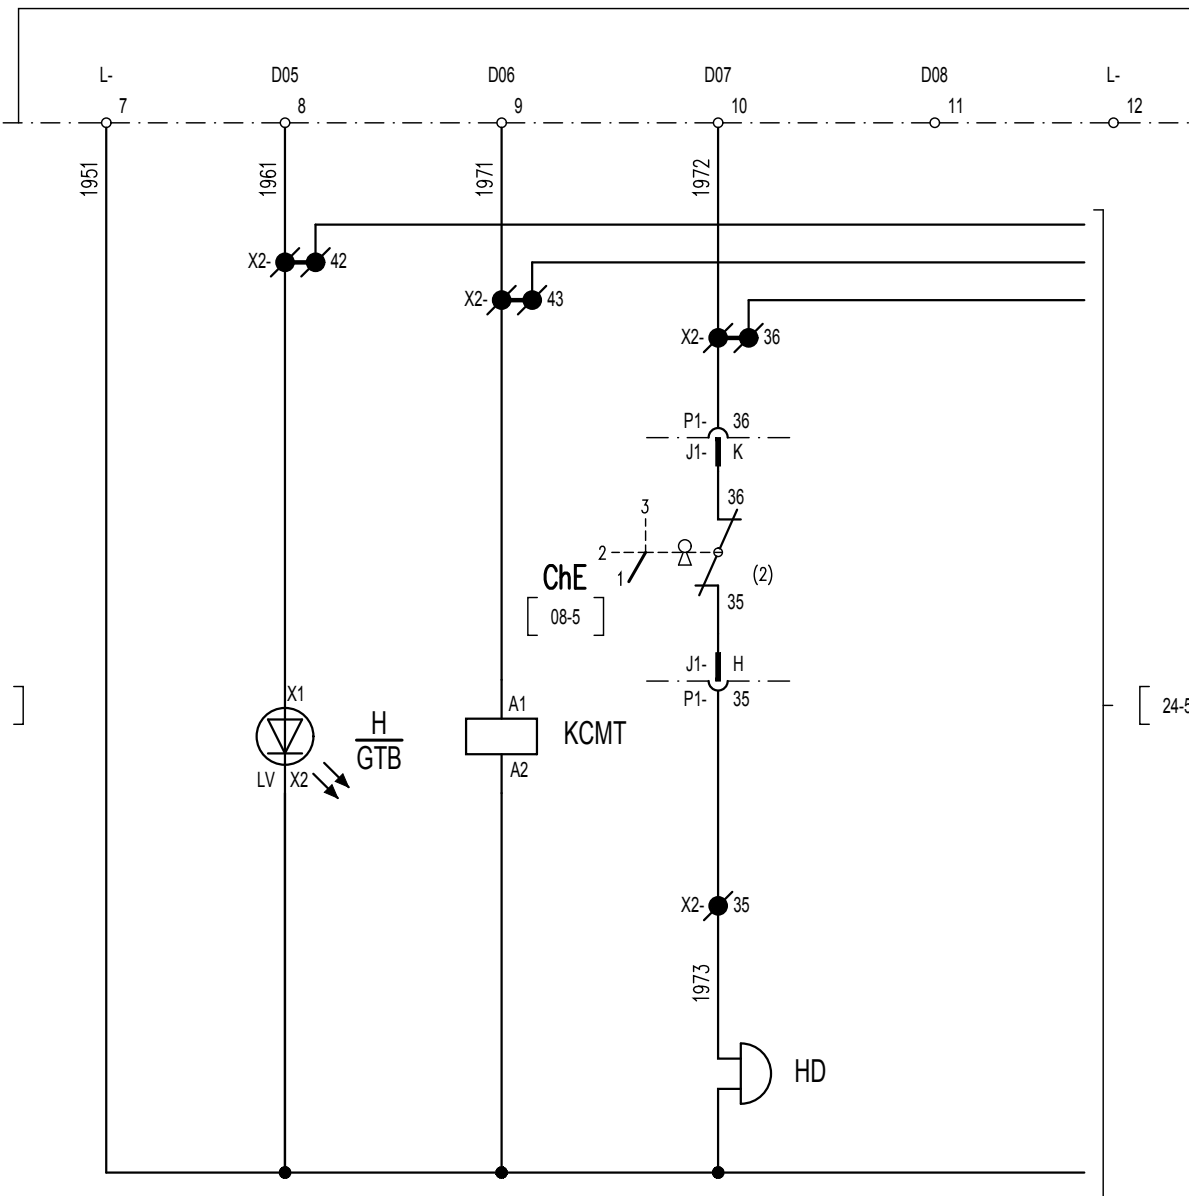 L- D05 D06 D07 D08 L-
7 8 9 10 11 12
1951 1961 1971 1972
X2- 42
X2- 43
X2- 36
P1- 36
J1- K
36
3
2
1
ChE
(2)
08-5
35
J1- H
P1- 35
24-5
X1
H
GTB
LV X2
A1
KCMT
A2
X2- 35
1973
HD